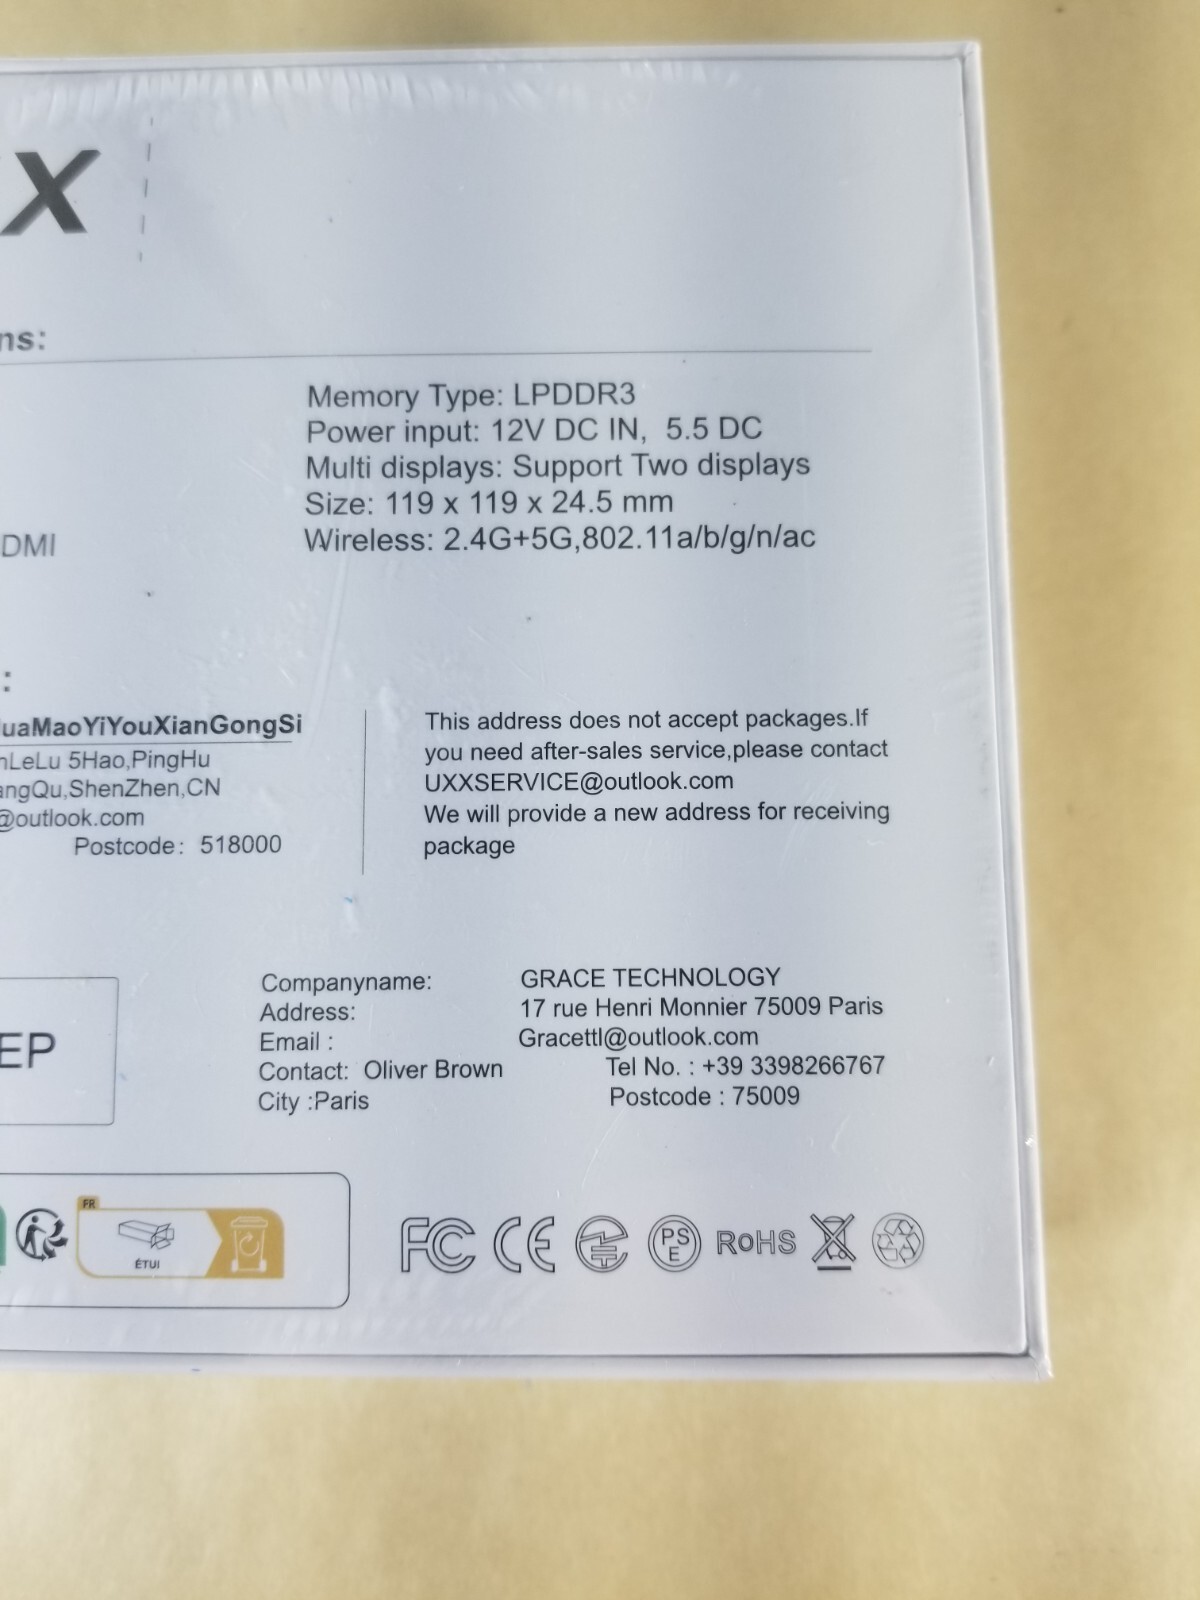 X
ns:
Memory Type: LPDDR3
Power input: 12V DC IN, 5.5 DC
Multi displays: Support Two displays
Size: 119 x 119 x 24.5 mm
DMI
Wireless: 2.4G+5G,802.11a/b/g/n/ac
:
uaMaoYiYouXianGongSi
nLeLu 5Hao,PingHu
angQu,ShenZhen,CN
@outlook.com
Postcode: 518000
This address does not accept packages.If
you need after-sales service,please contact
UXXSERVICE@outlook.com
We will provide a new address for receiving
package
EP
Companyname: GRACE TECHNOLOGY
Address: 17 rue Henri Monnier 75009 Paris
Email : Gracettl@outlook.com
Contact: Oliver Brown Tel No. : +39 3398266767
City :Paris Postcode : 75009
FR
ÉTUI
FC CE PSE RoHS